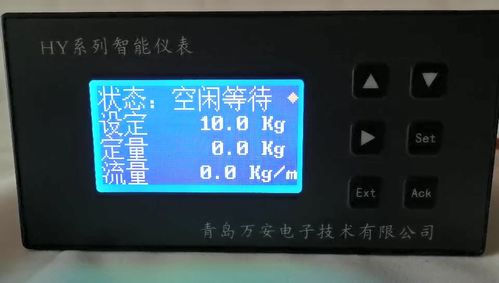 HY系列智能仪表
状态：空闲等待
设定 10.0 Kg
定量 0.0 Kg
流量 0.0 Kg/m
Set
Ext Ack
青岛万安电子技术有限公司